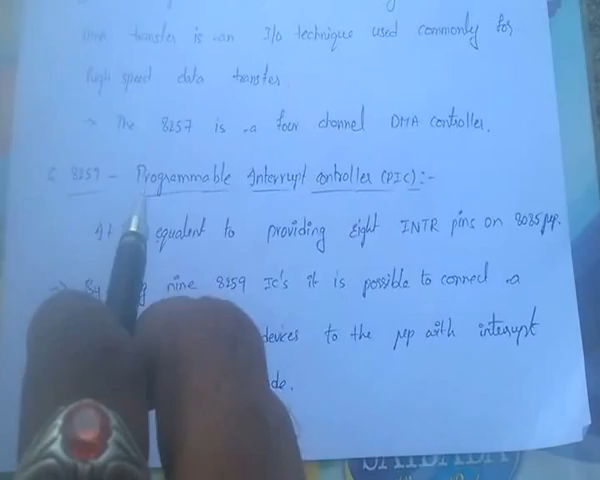 transfer is an I/o technique used commonly for
high speed data transfer
→ The 8257 is a four channel DMA controller.
8259 - Programmable Interrupt controller (PIC):-
equalent to providing Eight INTR pins on 8085 μp.
nine 8259 Ic's it is possible to connect a
devices to the μp with interrupt